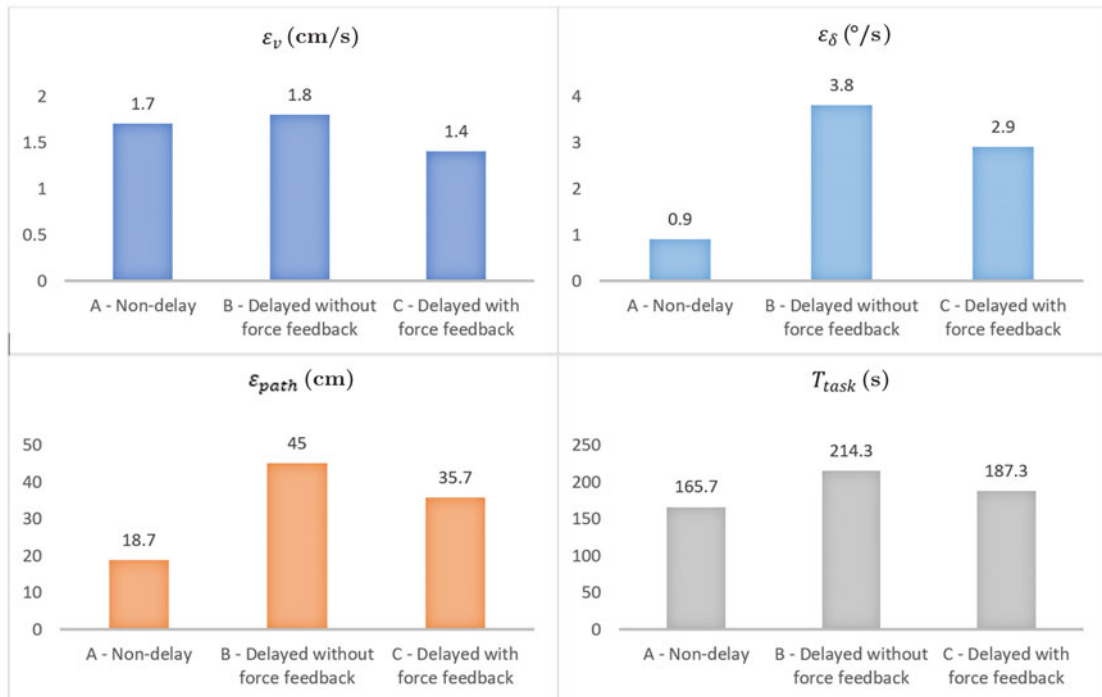 ε_v (cm/s)
2
1.5
1
0.5
0
1.7
1.8
1.4
A - Non-delay
B - Delayed without
force feedback
C - Delayed with
force feedback
ε_δ (°/s)
4
3
2
1
0
0.9
3.8
2.9
A - Non-delay
B - Delayed without
force feedback
C - Delayed with
force feedback
ε_path (cm)
50
40
30
20
10
0
18.7
45
35.7
A - Non-delay
B - Delayed without
force feedback
C - Delayed with
force feedback
T_task (s)
250
200
150
100
50
0
165.7
214.3
187.3
A - Non-delay
B - Delayed without
force feedback
C - Delayed with
force feedback